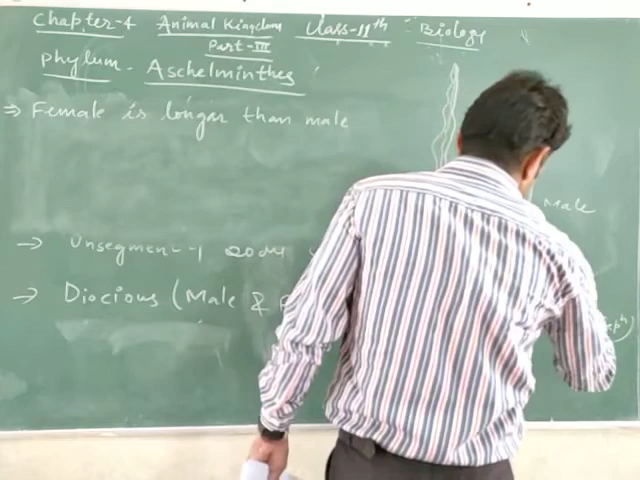 Chapter-4 Animal Kingdom Class-11th Biology
Part-III
Phylum- Aschelminthes
⇒ Female is longer than male
Male
→ Unsegment
→ Diocious (Male &